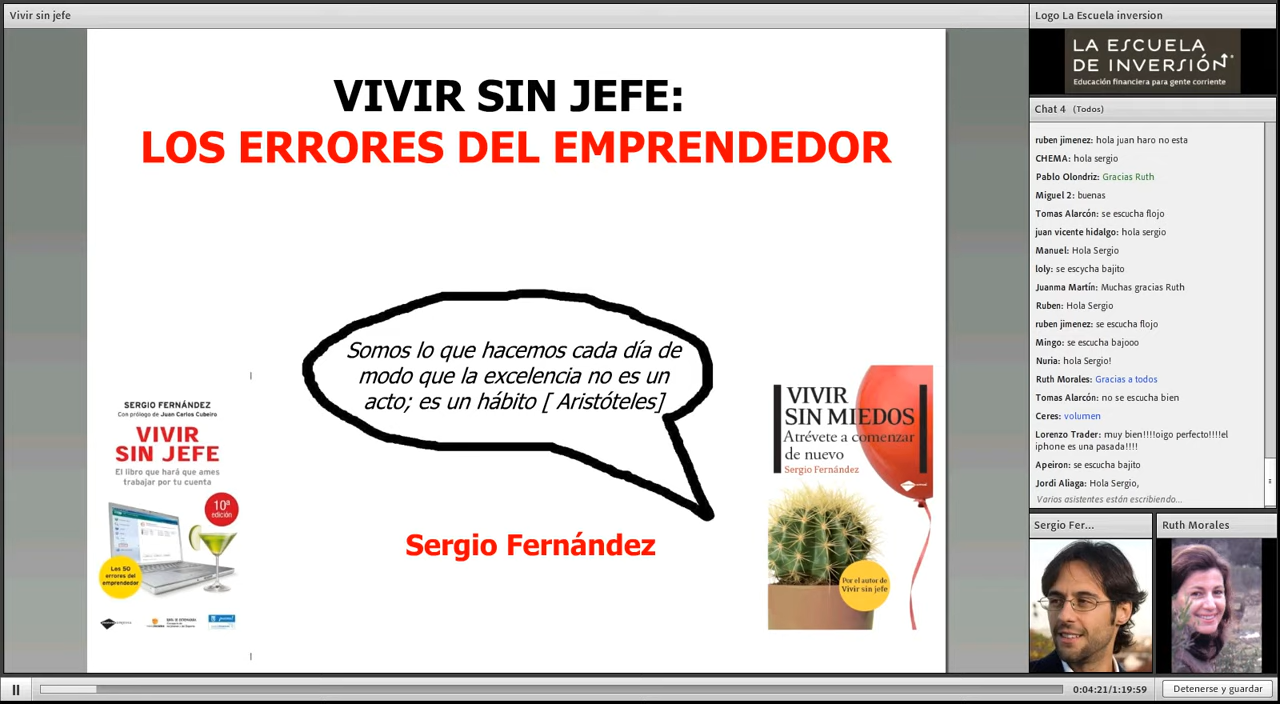 Vivir sin jefe
VIVIR SIN JEFE:
LOS ERRORES DEL EMPRENDEDOR
Somos lo que hacemos cada día de
modo que la excelencia no es un
acto; es un hábito [ Aristóteles]
Sergio Fernández
SERGIO FERNÁNDEZ
Con prólogo de Juan Carlos Cubeiro
VIVIR
SIN JEFE
El libro que hará que ames
trabajar por tu cuenta
10ª
edición
Los 50
errores del
emprendedor
VIVIR
SIN MIEDOS
Atrévete a comenzar
de nuevo
Sergio Fernández
Por el autor de
Vivir sin jefe
Logo La Escuela inversion
LA ESCUELA
DE INVERSIÓN
Educación financiera para gente corriente
Chat 4 (Todos)
ruben jimenez: hola juan haro no esta
CHEMA: hola sergio
Pablo Olondriz: Gracias Ruth
Miguel 2: buenas
Tomas Alarcón: se escucha flojo
juan vicente hidalgo: hola sergio
Manuel: Hola Sergio
loly: se escycha bajito
Juanma Martín: Muchas gracias Ruth
Ruben: Hola Sergio
ruben jimenez: se escucha flojo
Mingo: se escucha bajooo
Nuria: hola Sergio!
Ruth Morales: Gracias a todos
Tomas Alarcón: no se escucha bien
Ceres: volumen
Lorenzo Trader: muy bien!!!!oigo perfecto!!!!el
iphone es una pasada!!!!
Apeiron: se escucha bajito
Jordi Aliaga: Hola Sergio,
Varios asistentes están escribiendo...
Sergio Fer...
Ruth Morales
0:04:21/1:19:59
Detenerse y guardar